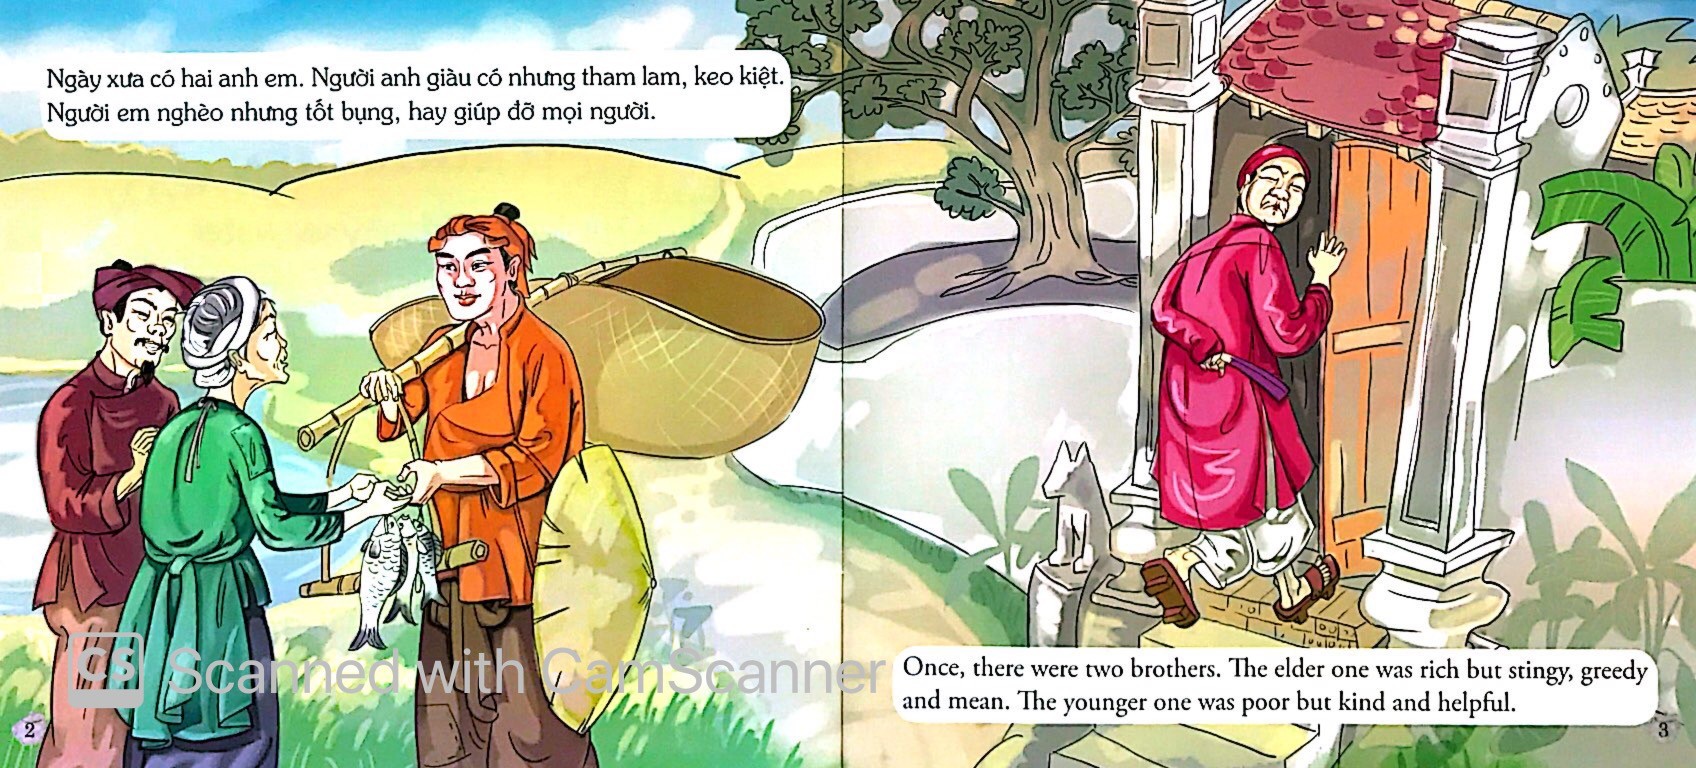 Ngày xưa có hai anh em. Người anh giàu có nhưng tham lam, keo kiệt.
Người em nghèo nhưng tốt bụng, hay giúp đỡ mọi người.
CS Scanned with CamScanner
Once, there were two brothers. The elder one was rich but stingy, greedy
and mean. The younger one was poor but kind and helpful.
2
3